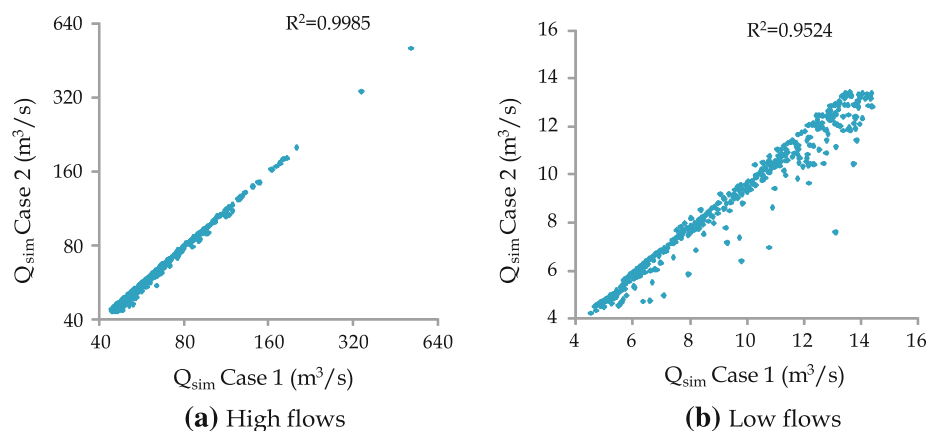 R²=0.9985
640
320
160
80
40
40 80 160 320 640
Q_sim Case 2 (m³/s)
Q_sim Case 1 (m³/s)
(a) High flows
R²=0.9524
16
14
12
10
8
6
4
4 6 8 10 12 14 16
Q_sim Case 2 (m³/s)
Q_sim Case 1 (m³/s)
(b) Low flows